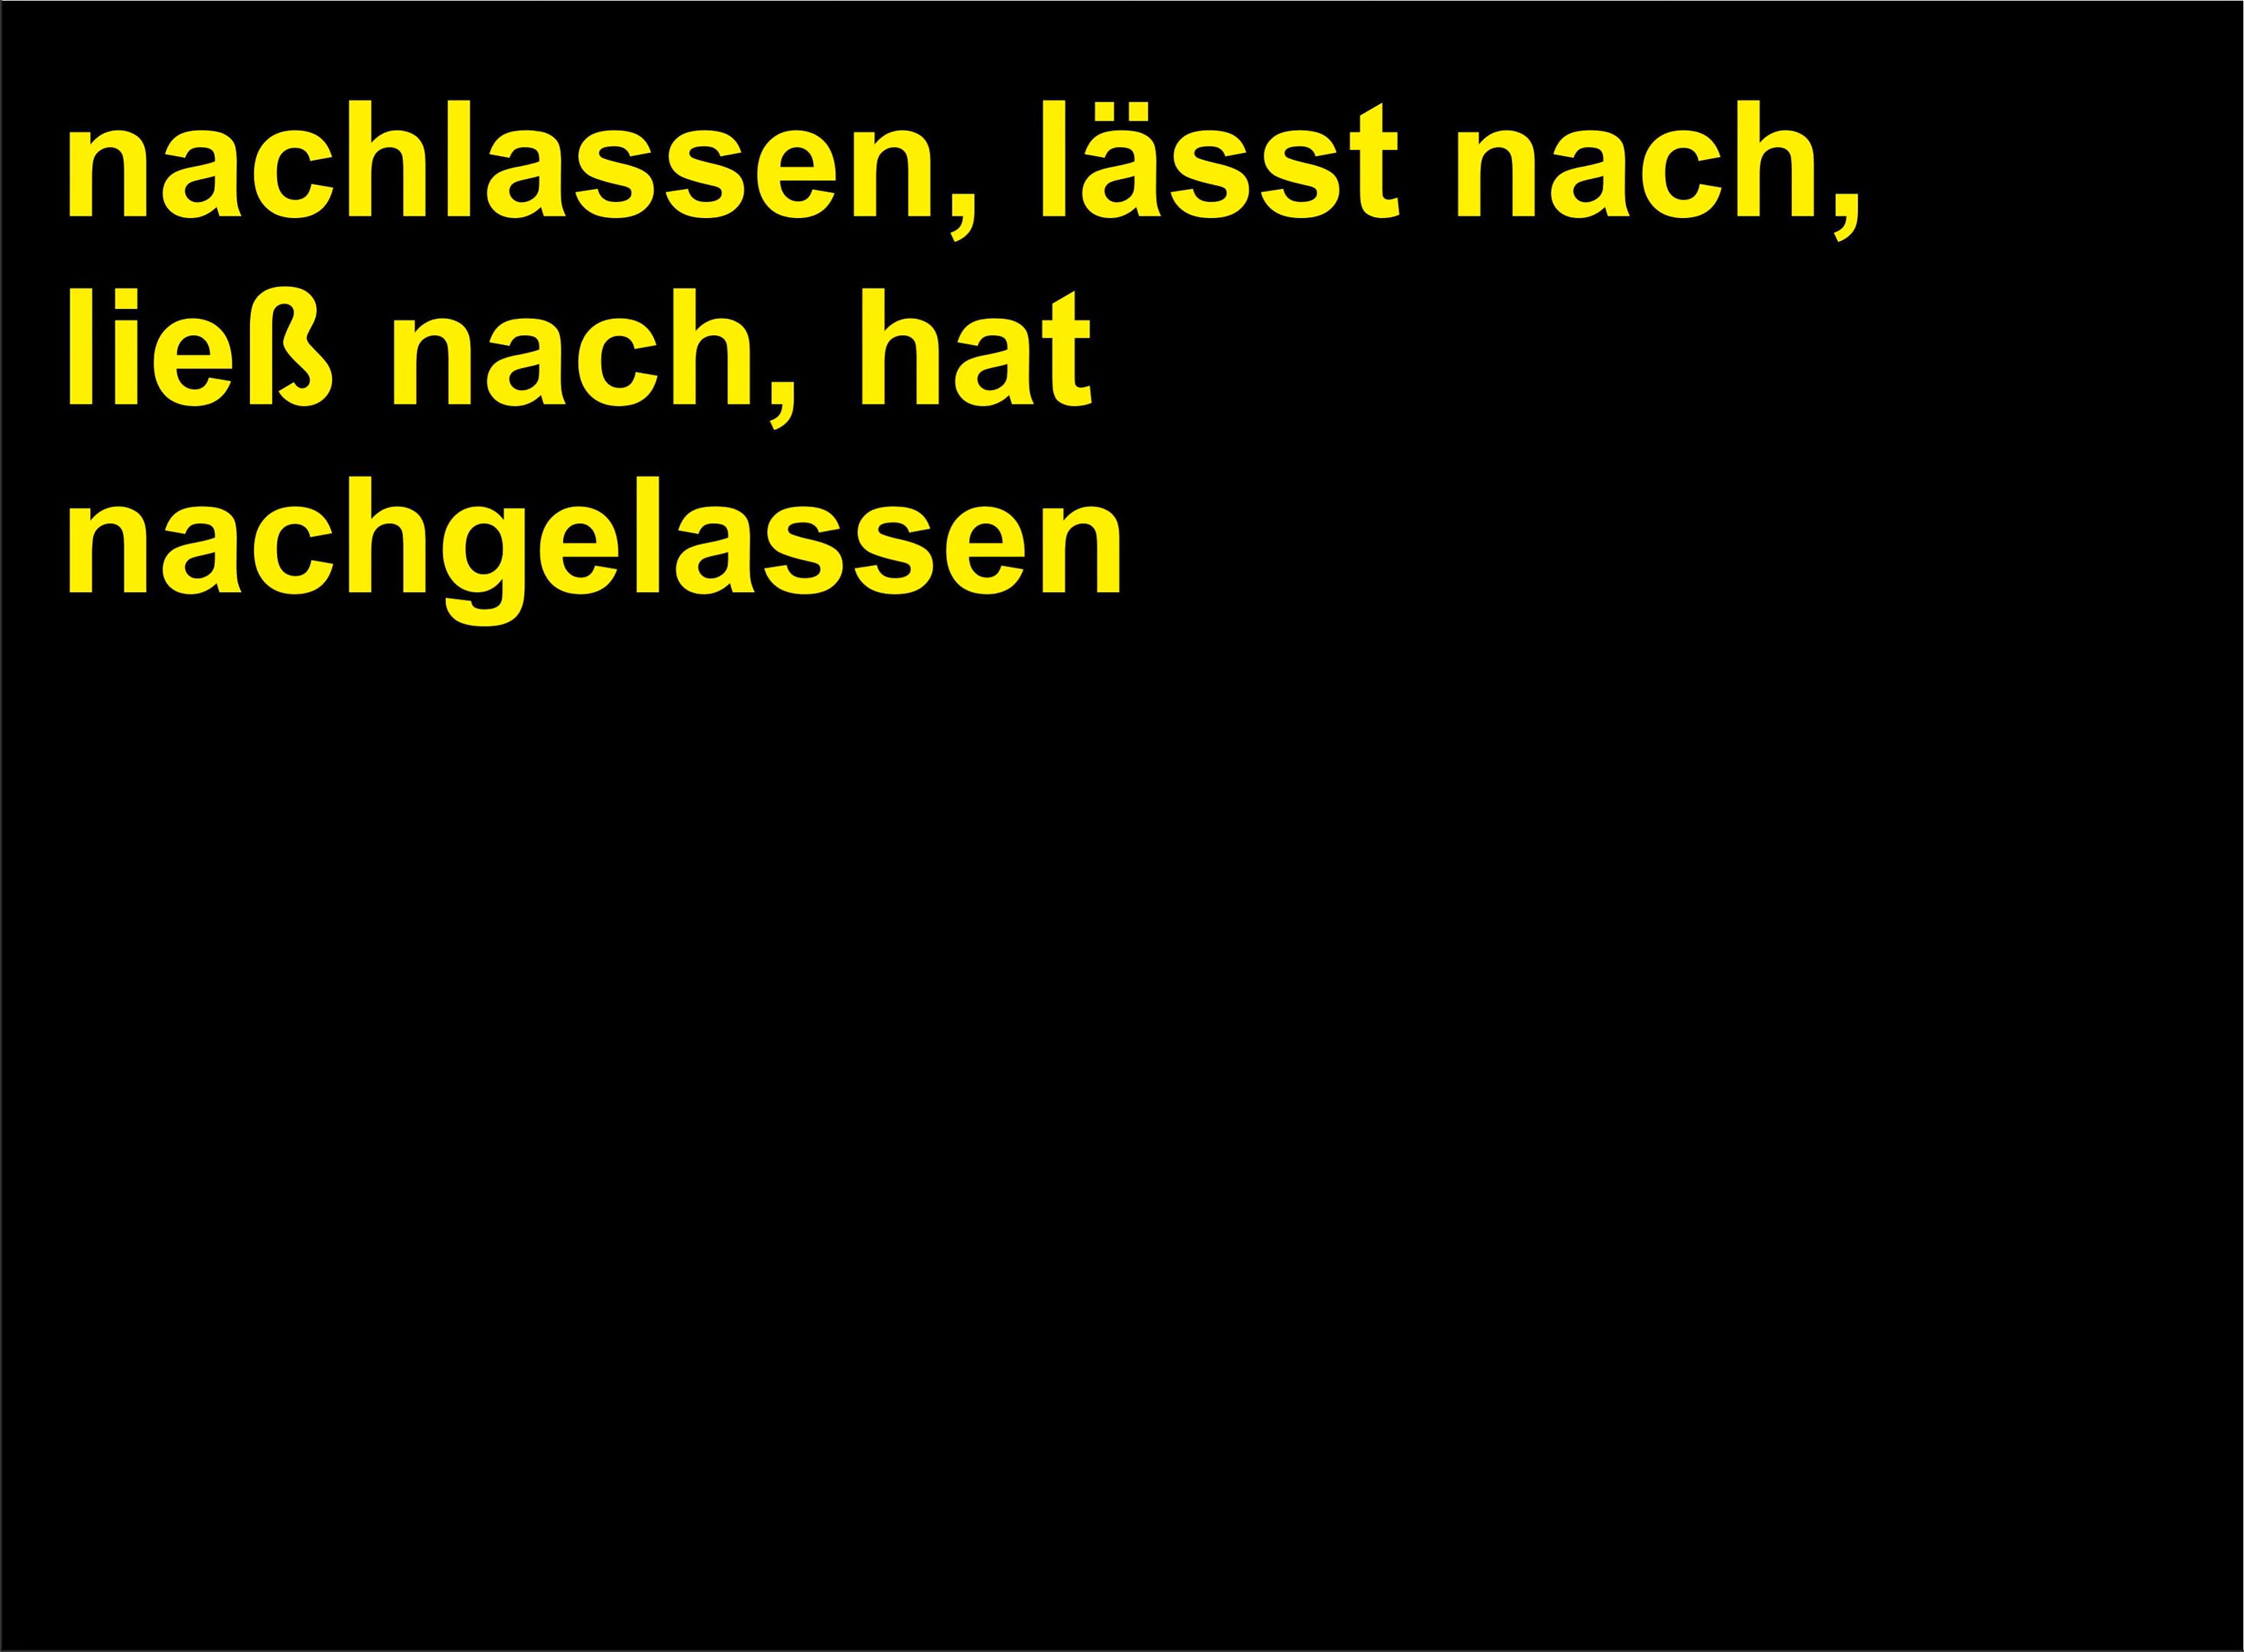 nachlassen, lässt nach,
ließ nach, hat
nachgelassen